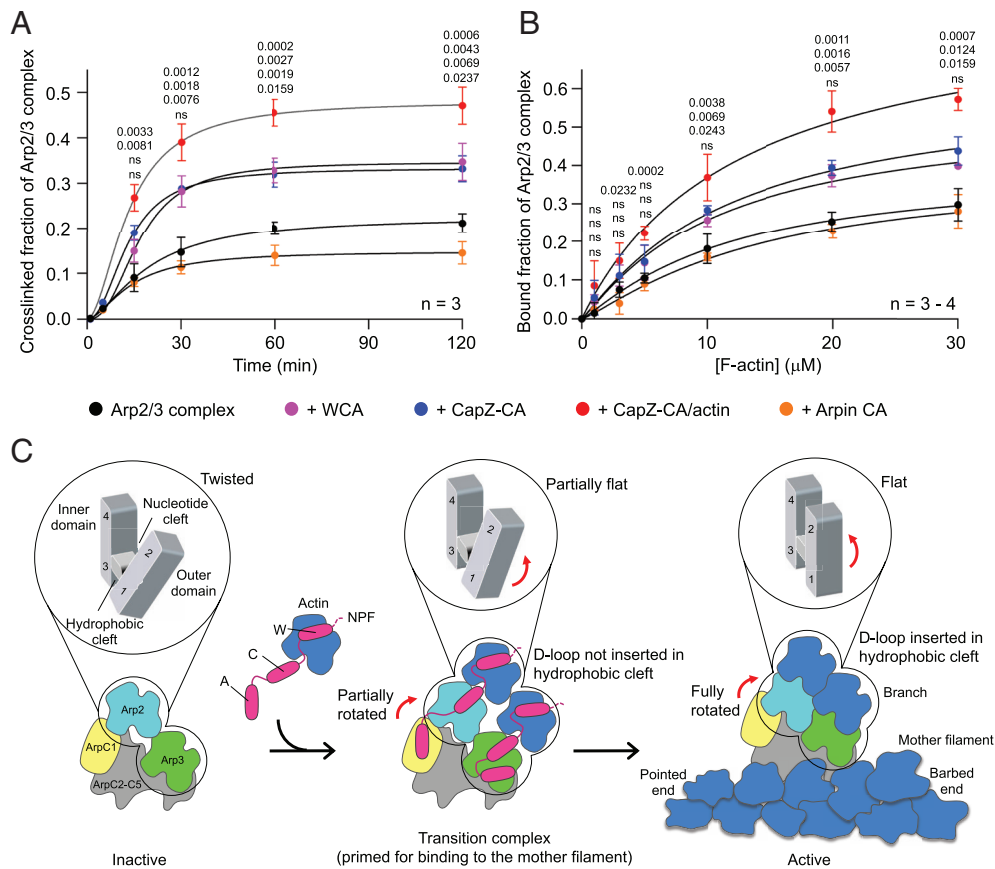 A
Crosslinked fraction of Arp2/3 complex
0.5
0.4
0.3
0.2
0.1
0.0
0.0033
0.0081
ns
0.0012
0.0018
0.0076
ns
0.0002
0.0027
0.0019
0.0159
0.0006
0.0043
0.0069
0.0237
n = 3
0
30
60
90
120
Time (min)
B
Bound fraction of Arp2/3 complex
0.6
0.4
0.2
0.0
ns
ns
ns
ns
0.0232
ns
ns
ns
0.0002
ns
ns
ns
0.0038
0.0069
0.0243
ns
0.0011
0.0016
0.0057
ns
0.0007
0.0124
0.0159
ns
n = 3 - 4
0
10
20
30
[F-actin] (μM)
Arp2/3 complex
+ WCA
+ CapZ-CA
+ CapZ-CA/actin
+ Arpin CA
C
Twisted
Inner domain
Nucleotide cleft
4
3
2
1
Outer domain
Hydrophobic cleft
Arp2
ArpC1
Arp3
ArpC2-C5
Inactive
Actin
NPF
W
C
A
Partially flat
4
3
2
1
D-loop not inserted in hydrophobic cleft
Partially rotated
Transition complex
(primed for binding to the mother filament)
Flat
4
3
2
1
D-loop inserted in hydrophobic cleft
Fully rotated
Branch
Mother filament
Pointed end
Barbed end
Active